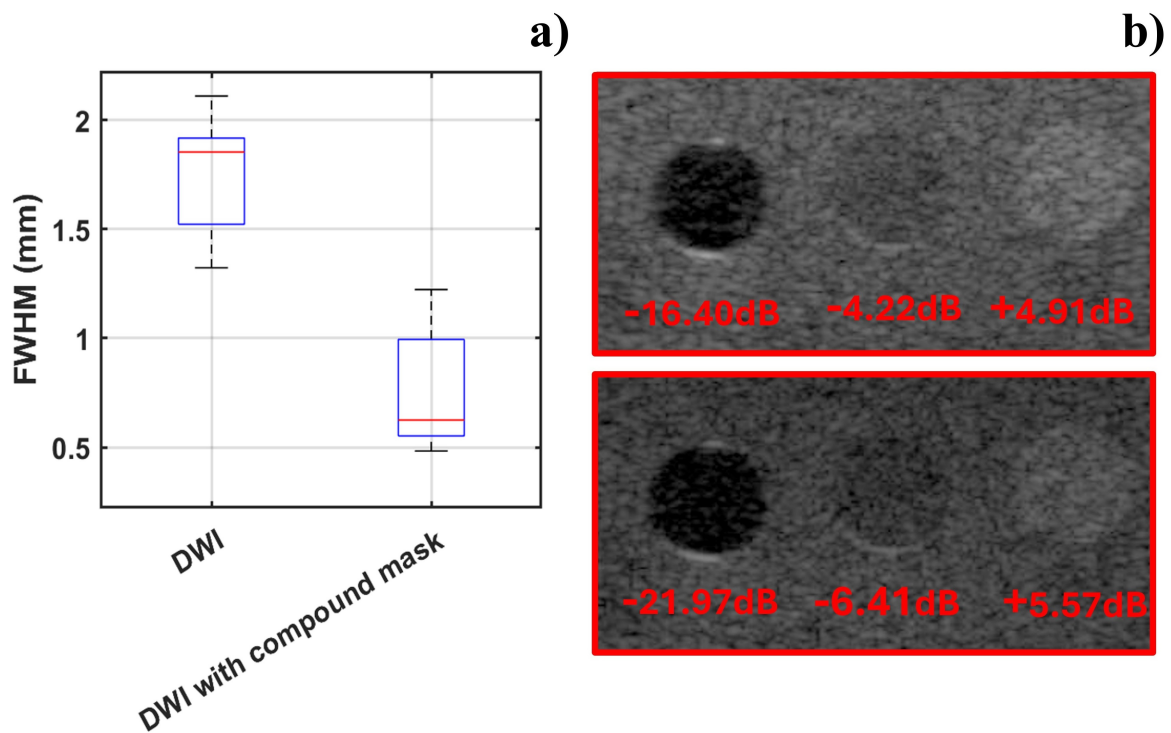 a)
b)
FWHM (mm)
2
1.5
1
0.5
DWI
DWI with compound mask
-16.40dB -4.22dB +4.91dB
-21.97dB -6.41dB +5.57dB